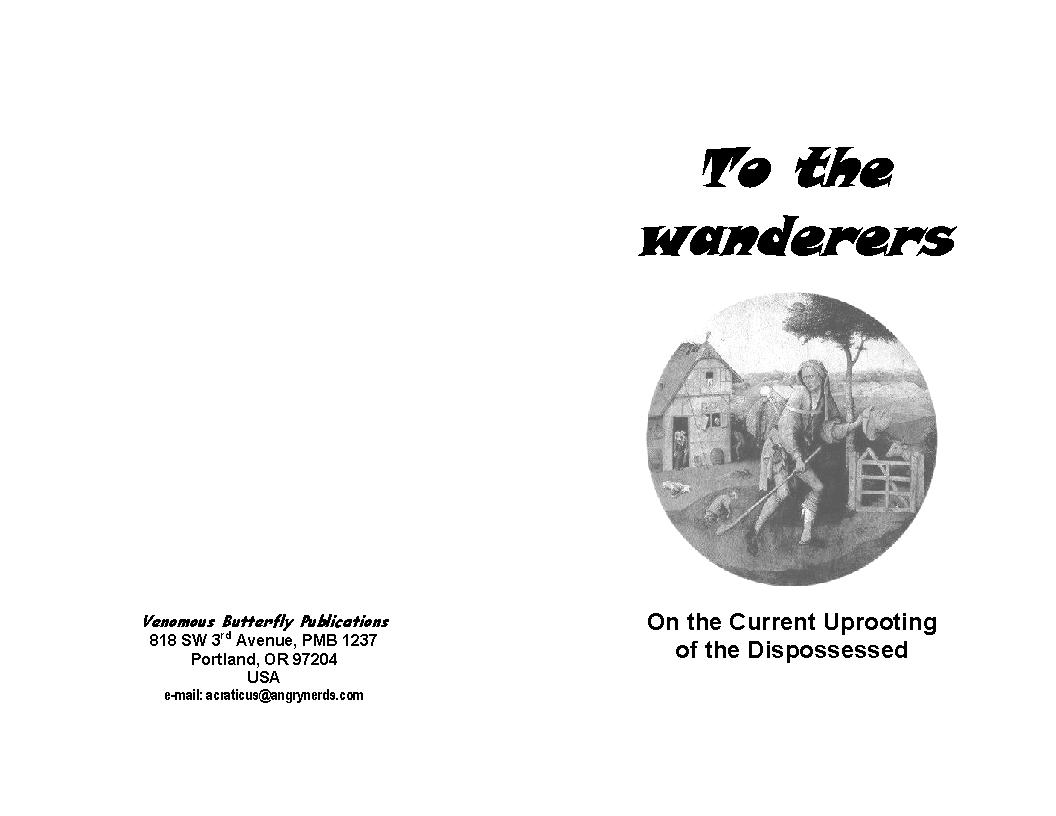 To the
wanderers
On the Current Uprooting
of the Dispossessed
Venomous Butterfly Publications
818 SW 3rd Avenue, PMB 1237
Portland, OR 97204
USA
e-mail: acraticus@angrynerds.com